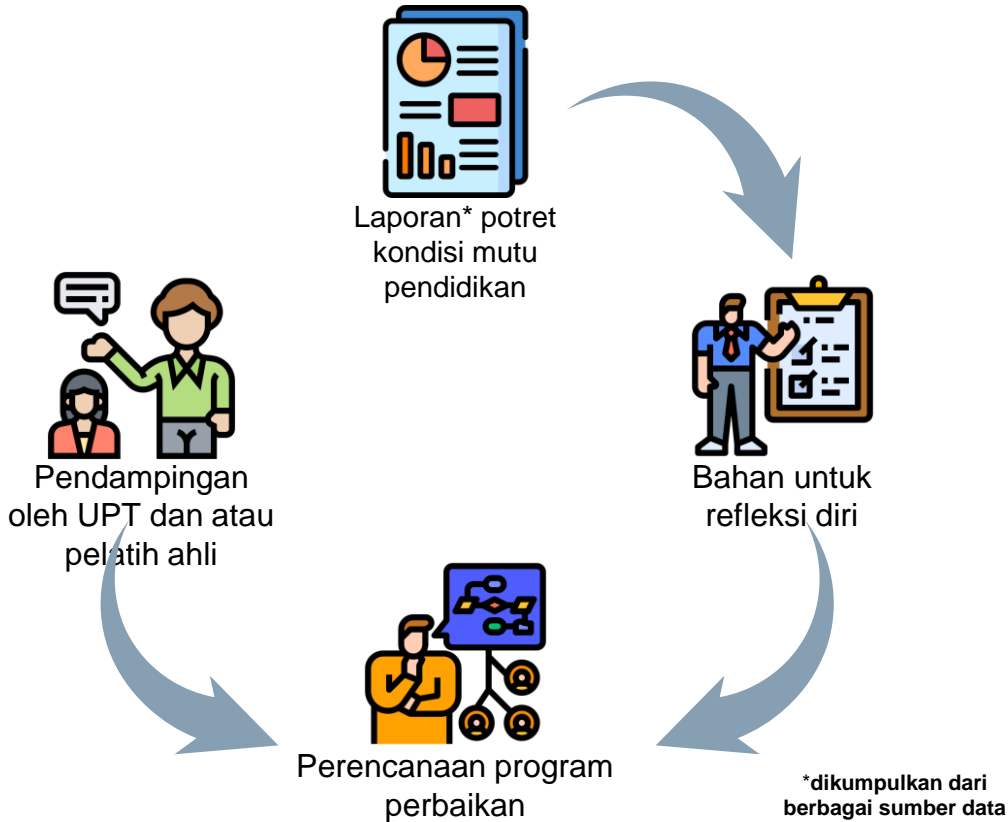 Laporan* potret
kondisi mutu
pendidikan
Pendampingan
oleh UPT dan atau
pelatih ahli
Bahan untuk
refleksi diri
Perencanaan program
perbaikan
*dikumpulkan dari
berbagai sumber data